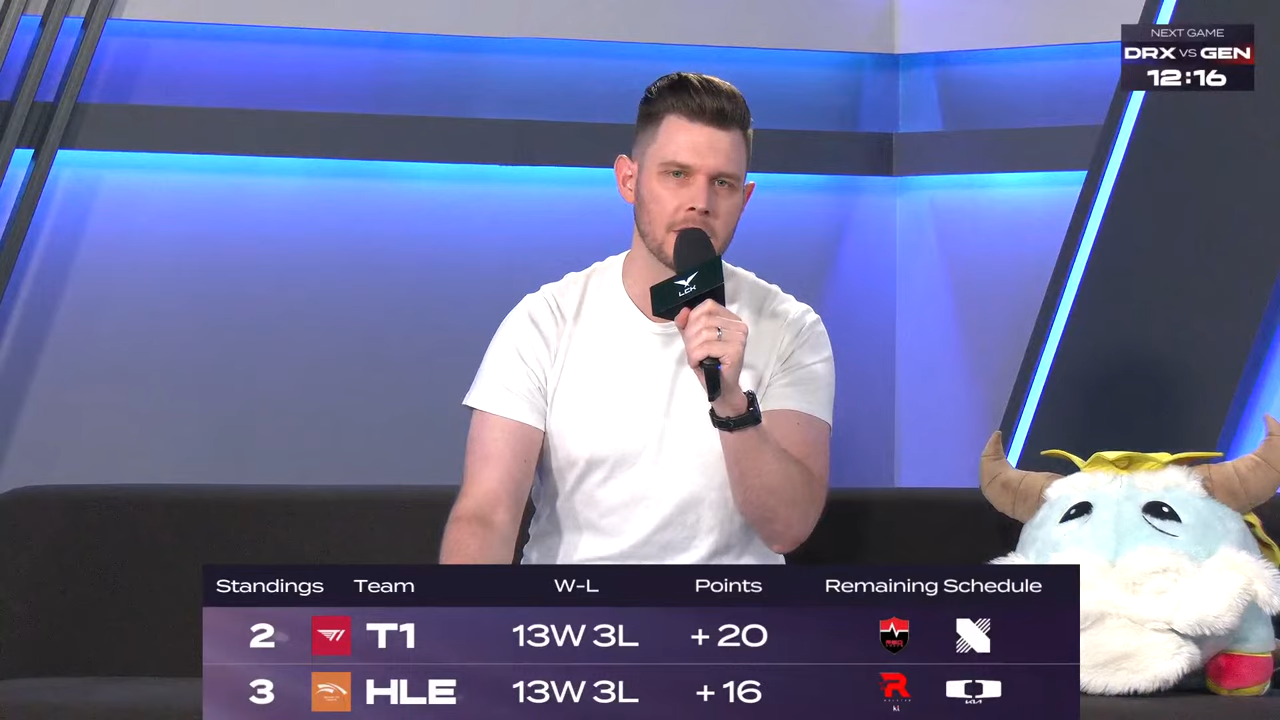 NEXT GAME
DRX VS GEN
12:16
LCK
Standings Team W-L Points Remaining Schedule
2 T1 13W 3L +20
3 HLE 13W 3L +16